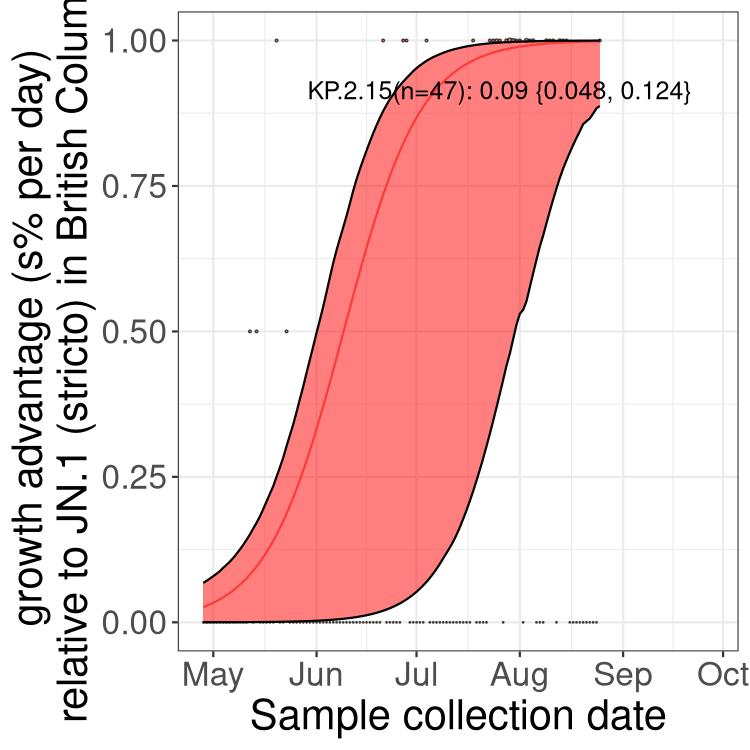 growth advantage (s% per day)
relative to JN.1 (stricto) in British Colum
1.00
0.75
0.50
0.25
0.00
KP.2.15(n=47): 0.09 {0.048, 0.124}
May Jun Jul Aug Sep Oct
Sample collection date